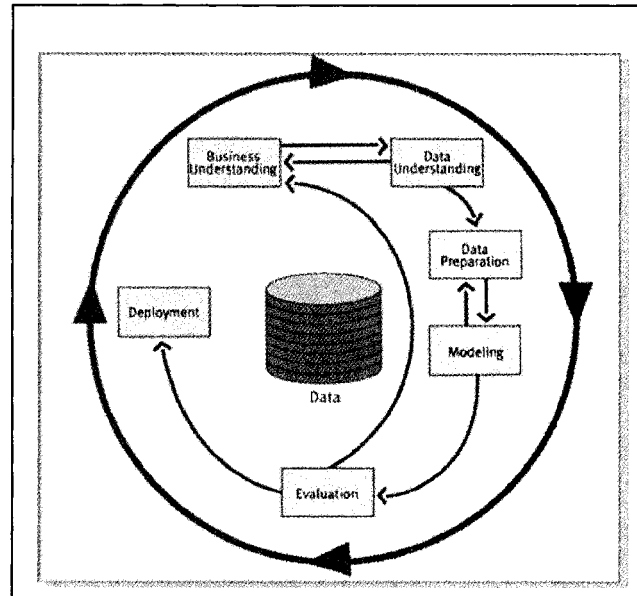 Business
Understanding
Data
Understanding
Data
Preparation
Deployment
Modeling
Data
Evaluation